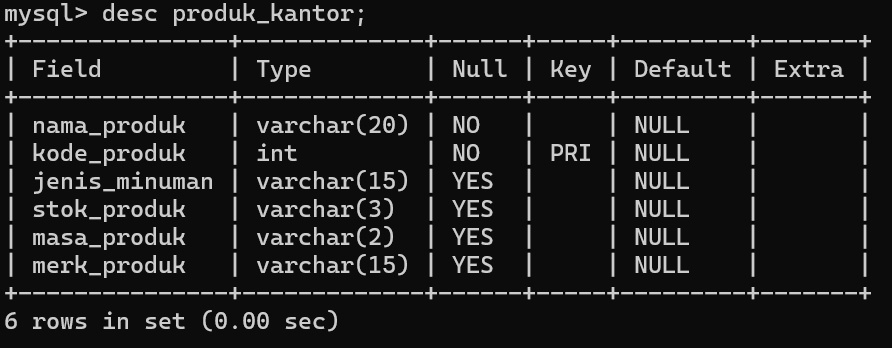 mysql> desc produk_kantor;
+---------------+-------------+------+-----+---------+-------+
| Field         | Type        | Null | Key | Default | Extra |
+---------------+-------------+------+-----+---------+-------+
| nama_produk   | varchar(20) | NO   |     | NULL    |       |
| kode_produk   | int         | NO   | PRI | NULL    |       |
| jenis_minuman | varchar(15) | YES  |     | NULL    |       |
| stok_produk   | varchar(3)  | YES  |     | NULL    |       |
| masa_produk   | varchar(2)  | YES  |     | NULL    |       |
| merk_produk   | varchar(15) | YES  |     | NULL    |       |
+---------------+-------------+------+-----+---------+-------+
6 rows in set (0.00 sec)